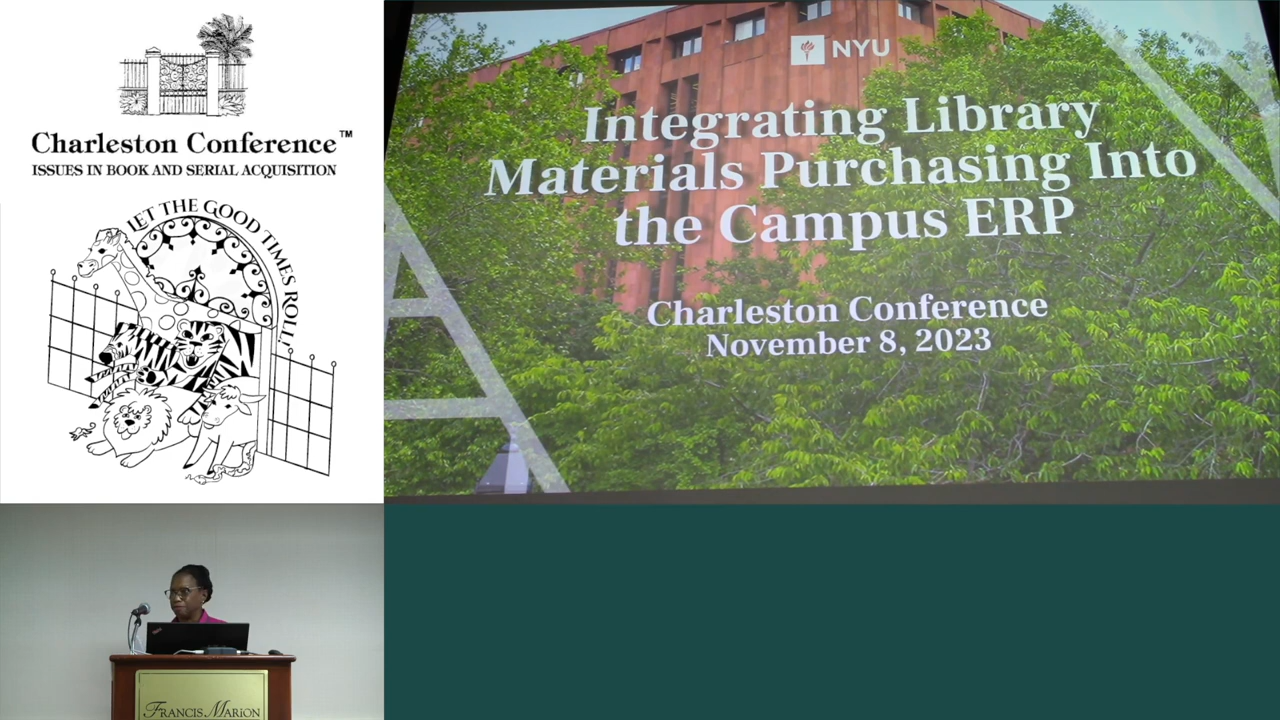 Charleston Conference™
ISSUES IN BOOK AND SERIAL ACQUISITION
LET THE GOOD TIMES ROLL!
NYU
Integrating Library
Materials Purchasing Into
the Campus ERP
Charleston Conference
November 8, 2023
FRANCIS MARION